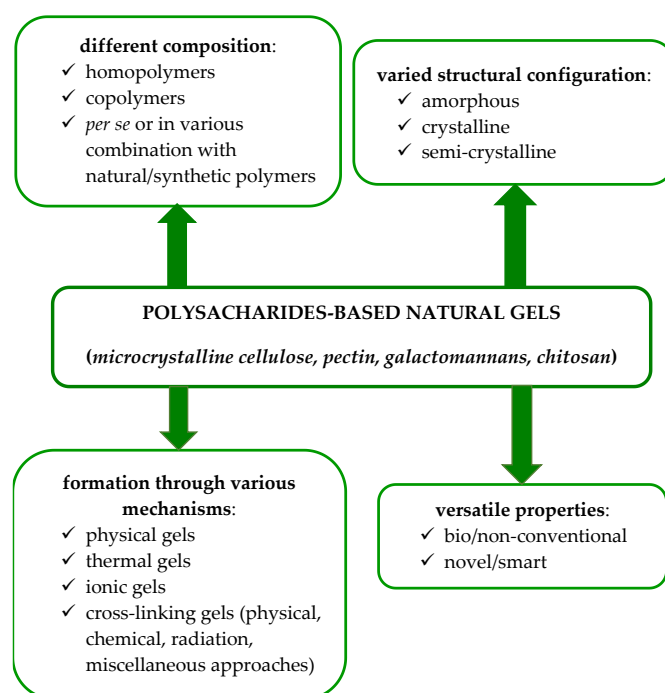 different composition:
✓ homopolymers
✓ copolymers
✓ per se or in various
combination with
natural/synthetic polymers
varied structural configuration:
✓ amorphous
✓ crystalline
✓ semi-crystalline
POLYSACHARIDES-BASED NATURAL GELS
(microcrystalline cellulose, pectin, galactomannans, chitosan)
formation through various
mechanisms:
✓ physical gels
✓ thermal gels
✓ ionic gels
✓ cross-linking gels (physical,
chemical, radiation,
miscellaneous approaches)
versatile properties:
✓ bio/non-conventional
✓ novel/smart